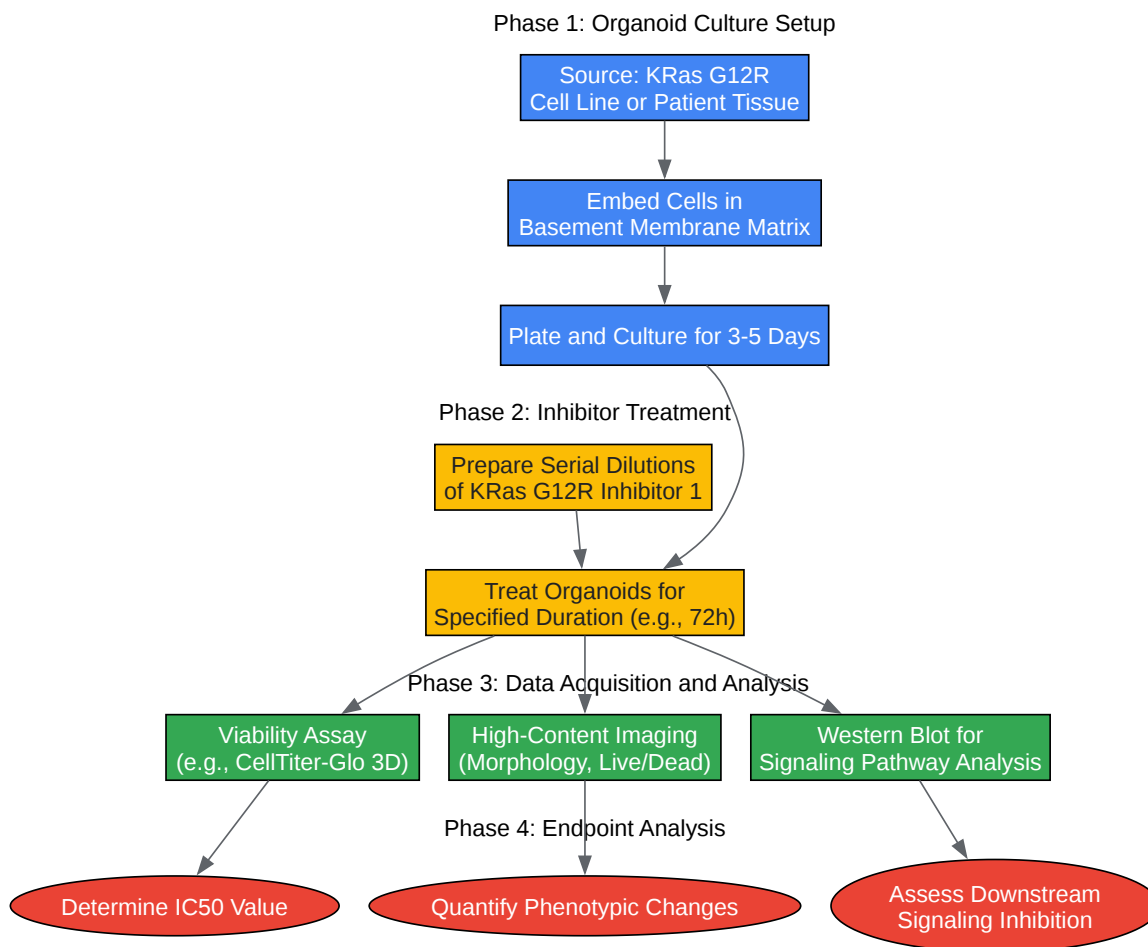 Phase 1: Organoid Culture Setup
Source: KRas G12R
Cell Line or Patient Tissue
Embed Cells in
Basement Membrane Matrix
Plate and Culture for 3-5 Days
Phase 2: Inhibitor Treatment
Prepare Serial Dilutions
of KRas G12R Inhibitor 1
Treat Organoids for
Specified Duration (e.g., 72h)
Phase 3: Data Acquisition and Analysis
Viability Assay
(e.g., CellTiter-Glo 3D)
High-Content Imaging
(Morphology, Live/Dead)
Western Blot for
Signaling Pathway Analysis
Phase 4: Endpoint Analysis
Determine IC50 Value
Quantify Phenotypic Changes
Assess Downstream
Signaling Inhibition